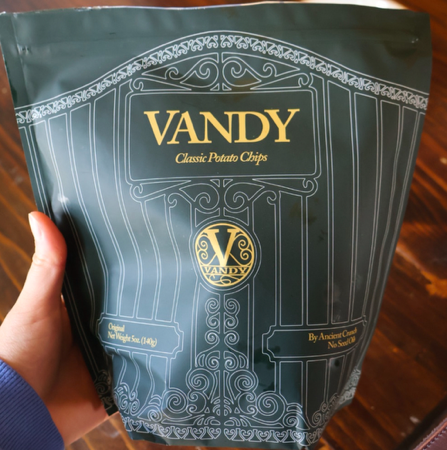 VANDY
Classic Potato Chips
V
VANDY
Original
Net Weight 5oz. (140g)
By Ancient Crunch
No Seed Oils